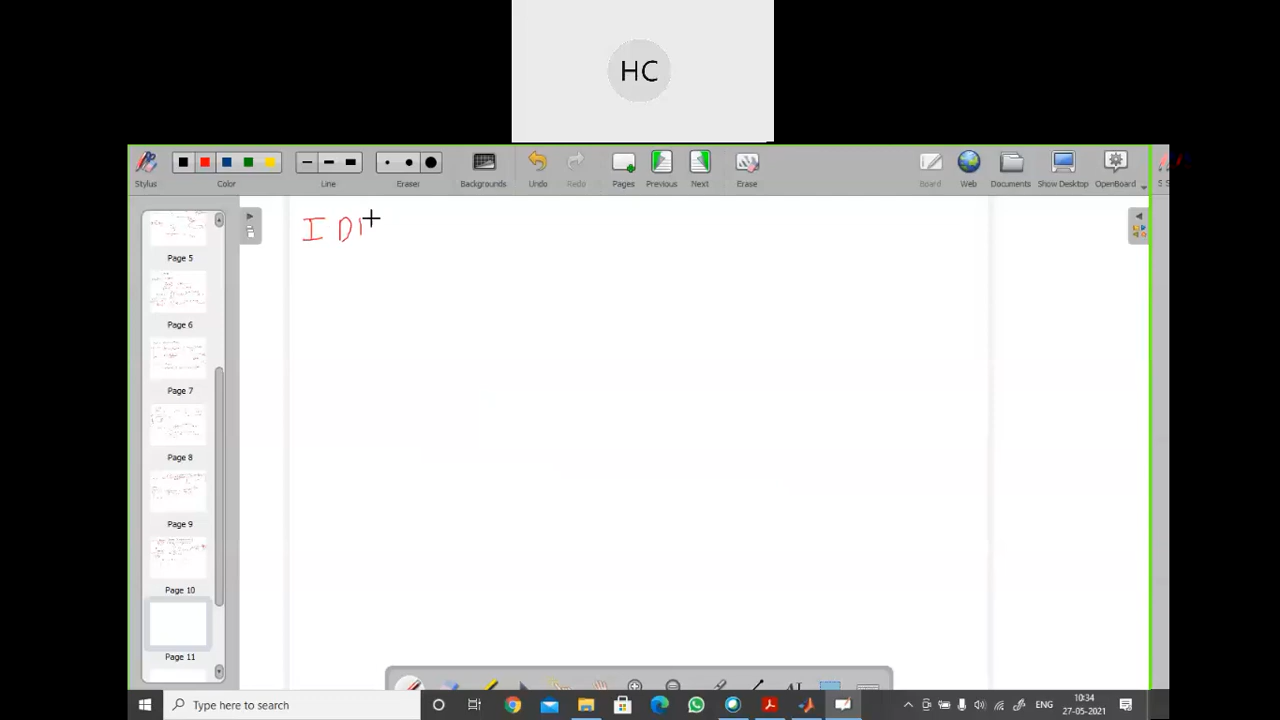 HC
Stylus Color Line Eraser Backgrounds Undo Redo Pages Previous Next Erase Board Web Documents Show Desktop OpenBoard
I D
Page 5
Page 6
Page 7
Page 8
Page 9
Page 10
Page 11
Type here to search
ENG
10:34
27-05-2021